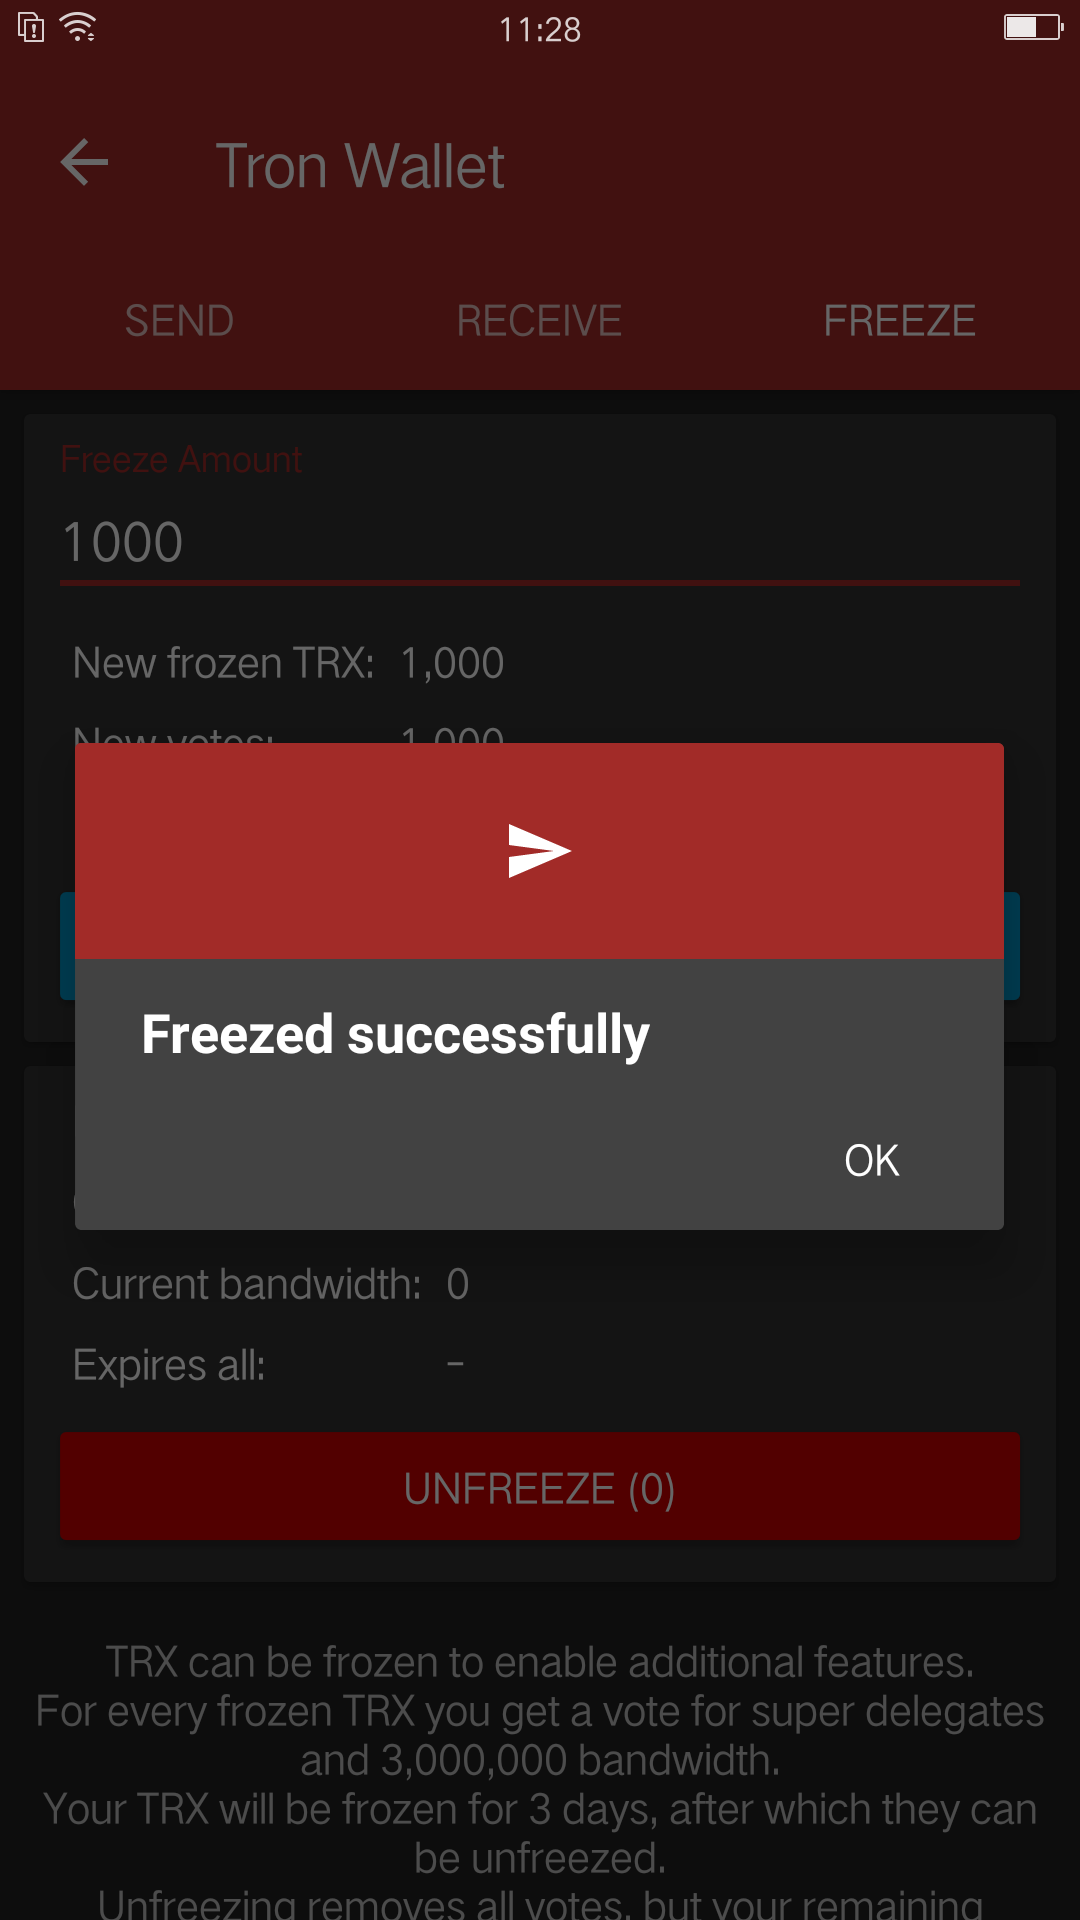 11:28
Tron Wallet
SEND RECEIVE FREEZE
Freeze Amount
1000
New frozen TRX: 1,000
New votes: 1,000
Freezed successfully
OK
Current bandwidth: 0
Expires all: -
UNFREEZE (0)
TRX can be frozen to enable additional features.
For every frozen TRX you get a vote for super delegates
and 3,000,000 bandwidth.
Your TRX will be frozen for 3 days, after which they can
be unfreezed.
Unfreezing removes all votes, but your remaining